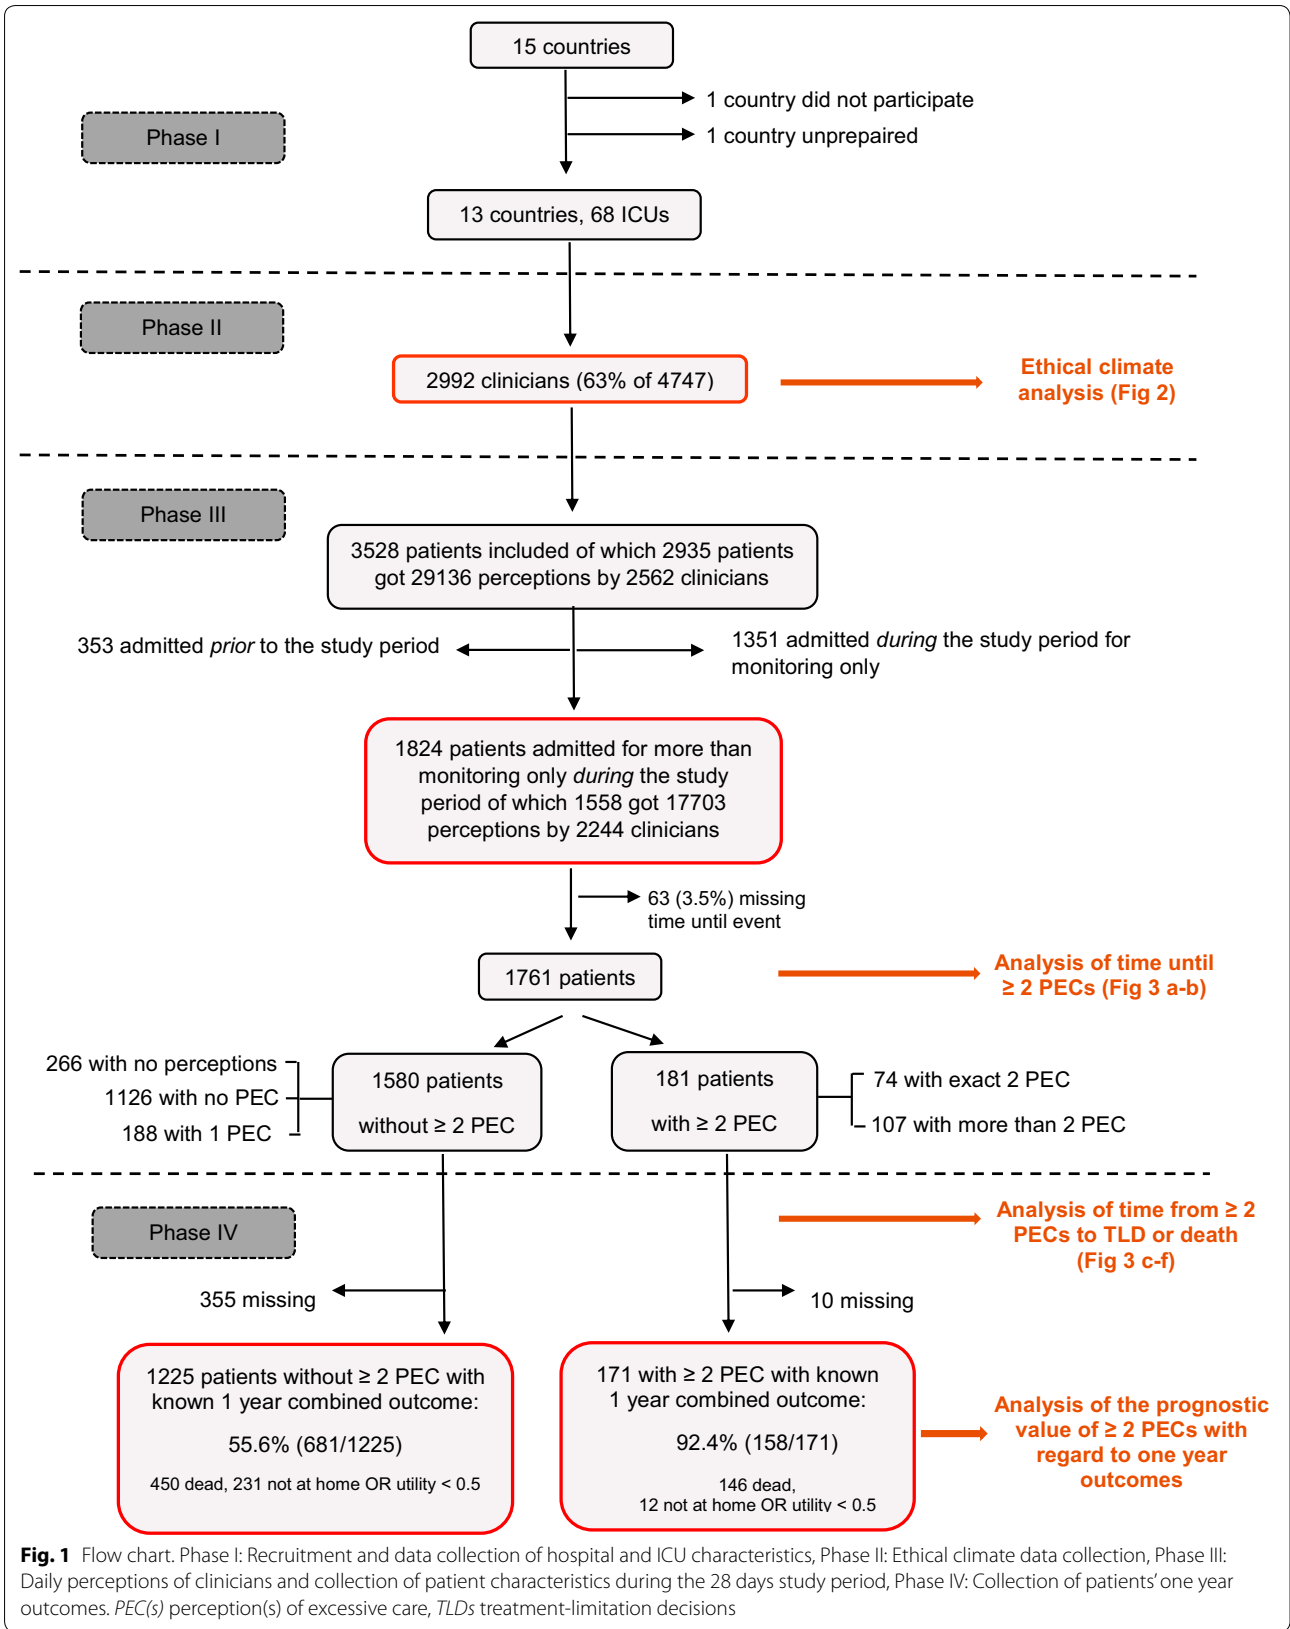 15 countries
1 country did not participate
1 country unprepaired
Phase I
13 countries, 68 ICUs
Phase II
2992 clinicians (63% of 4747)
Ethical climate
analysis (Fig 2)
Phase III
3528 patients included of which 2935 patients
got 29136 perceptions by 2562 clinicians
353 admitted prior to the study period
1351 admitted during the study period for
monitoring only
1824 patients admitted for more than
monitoring only during the study
period of which 1558 got 17703
perceptions by 2244 clinicians
63 (3.5%) missing
time until event
1761 patients
Analysis of time until
≥ 2 PECs (Fig 3 a-b)
266 with no perceptions
1126 with no PEC
188 with 1 PEC
1580 patients
without ≥ 2 PEC
181 patients
with ≥ 2 PEC
74 with exact 2 PEC
107 with more than 2 PEC
Phase IV
Analysis of time from ≥ 2
PECs to TLD or death
(Fig 3 c-f)
355 missing
10 missing
1225 patients without ≥ 2 PEC with
known 1 year combined outcome:
55.6% (681/1225)
450 dead, 231 not at home OR utility < 0.5
171 with ≥ 2 PEC with known
1 year combined outcome:
92.4% (158/171)
146 dead,
12 not at home OR utility < 0.5
Analysis of the prognostic
value of ≥ 2 PECs with
regard to one year
outcomes
Fig. 1 Flow chart. Phase I: Recruitment and data collection of hospital and ICU characteristics, Phase II: Ethical climate data collection, Phase III:
Daily perceptions of clinicians and collection of patient characteristics during the 28 days study period, Phase IV: Collection of patients' one year
outcomes. PEC(s) perception(s) of excessive care, TLDs treatment-limitation decisions